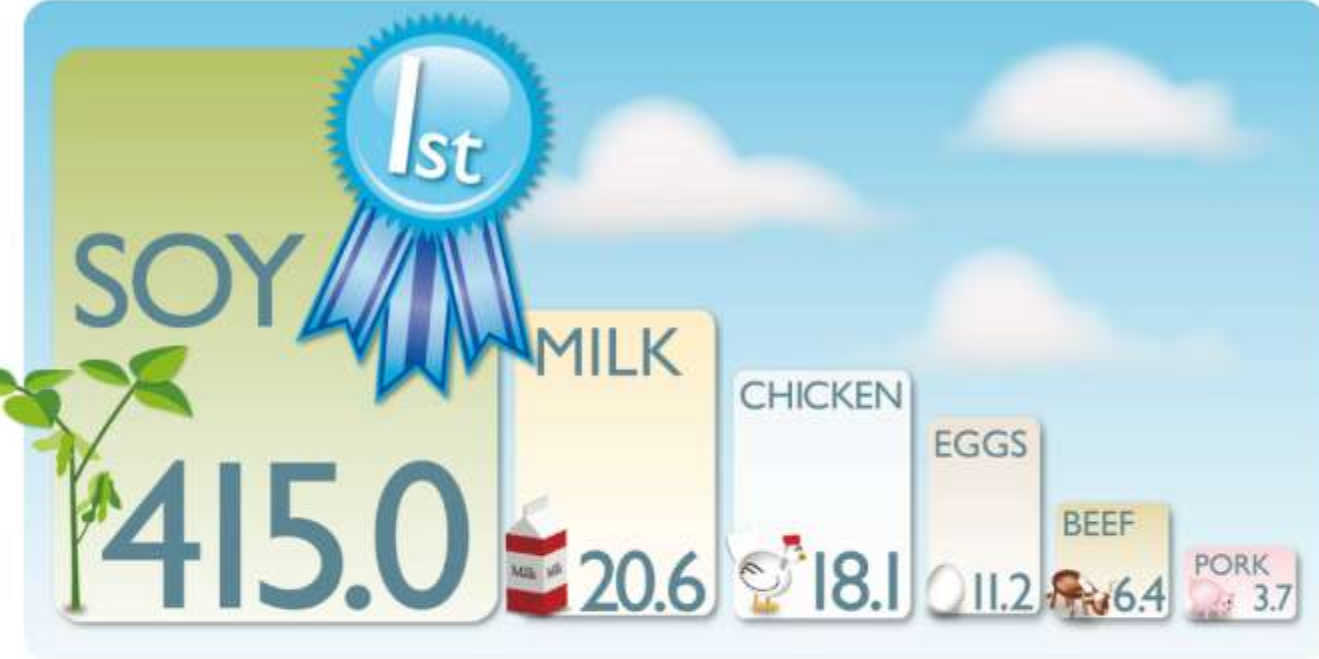 1st
SOY
415.0
MILK
Milk
20.6
CHICKEN
18.1
EGGS
11.2
BEEF
6.4
PORK
3.7